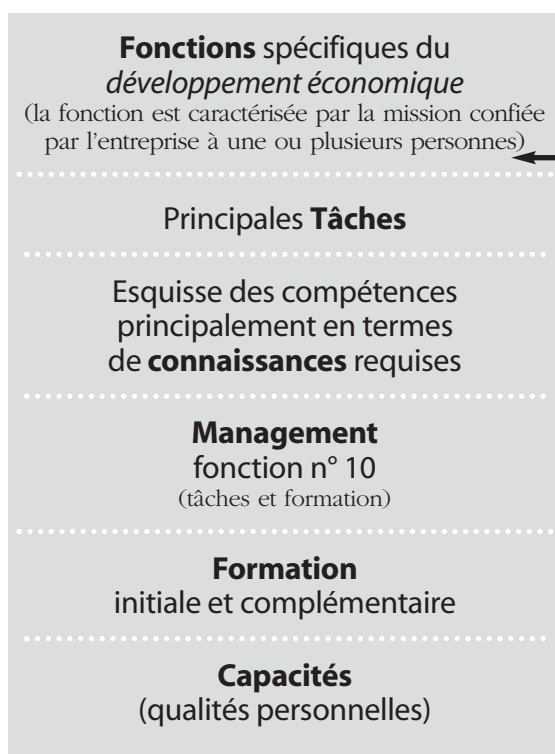 Fonctions spécifiques du
développement économique
(la fonction est caractérisée par la mission confiée
par l’entreprise à une ou plusieurs personnes)
Principales Tâches
Esquisse des compétences
principalement en termes
de connaissances requises
Management
fonction n° 10
(tâches et formation)
Formation
initiale et complémentaire
Capacités
(qualités personnelles)